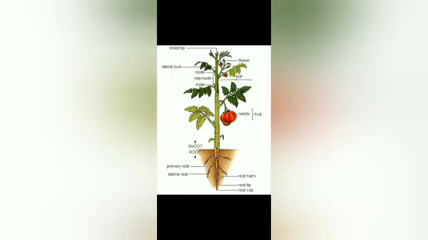 shoot tip
flower
lateral bud
node
leaf
internode
node
seeds
fruit
SHOOT
ROOT
primary root
lateral root
root hairs
root tip
root cap